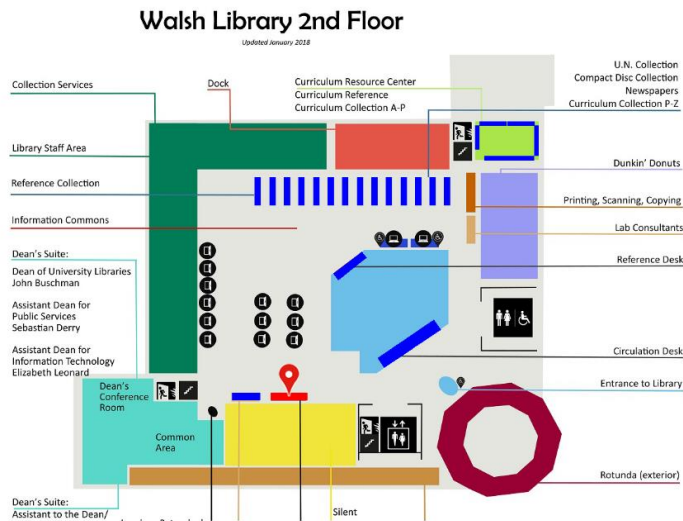 Walsh Library 2nd Floor
Updated January 2018
Collection Services
Dock
Curriculum Resource Center
Curriculum Reference
Curriculum Collection A-P
U.N. Collection
Compact Disc Collection
Newspapers
Curriculum Collection P-Z
Library Staff Area
Dunkin' Donuts
Reference Collection
Printing, Scanning, Copying
Information Commons
Lab Consultants
Dean's Suite:
Dean of University Libraries
John Buschman
Assistant Dean for
Public Services
Sebastian Derry
Assistant Dean for
Information Technology
Elizabeth Leonard
Reference Desk
Circulation Desk
Entrance to Library
Dean's
Conference
Room
Common
Area
Rotunda (exterior)
Dean's Suite:
Assistant to the Dean/
Silent